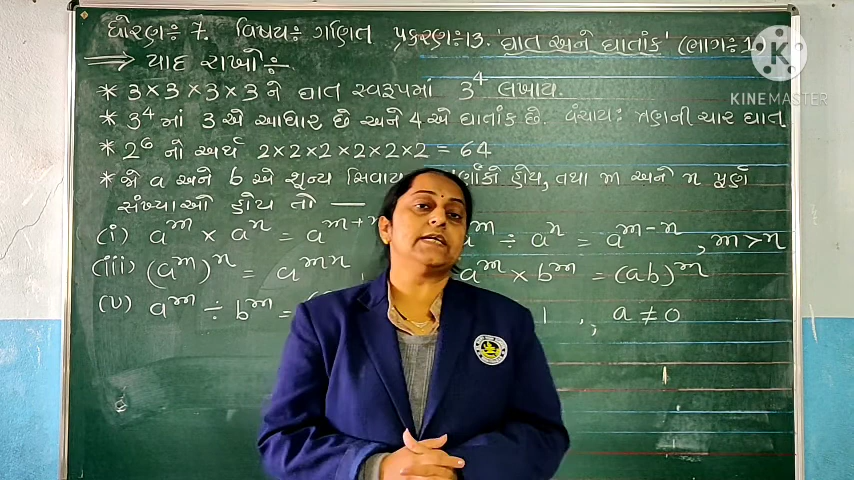 ધોરણ÷ 7. વિષય÷ ગણિત પ્રકરણ÷13. 'ઘાત અને ઘાતાંક' (ભાગ÷1)
⟹ યાદ રાખો÷
KINEMASTER
* 3×3×3×3 ને ઘાત સ્વરૂપમાં 3⁴ લખાય.
* 3⁴ માં 3 એ આધાર છે અને 4 એ ઘાતાંક છે. વંચાયઃ ત્રણની ચાર ઘાત.
* 2⁶ નો અર્થ 2×2×2×2×2×2 = 64
* જો a અને b એ શૂન્ય સિવાય હોય, તથા m અને n પૂર્ણ
સંખ્યાઓ હોય તો —
(i) aᵐ × aⁿ = aᵐ⁺ⁿ aᵐ ÷ aⁿ = aᵐ⁻ⁿ, m > n
(iii) (aᵐ)ⁿ = aᵐⁿ aᵐ × bᵐ = (ab)ᵐ
(v) aᵐ ÷ bᵐ = 1 ; a ≠ 0